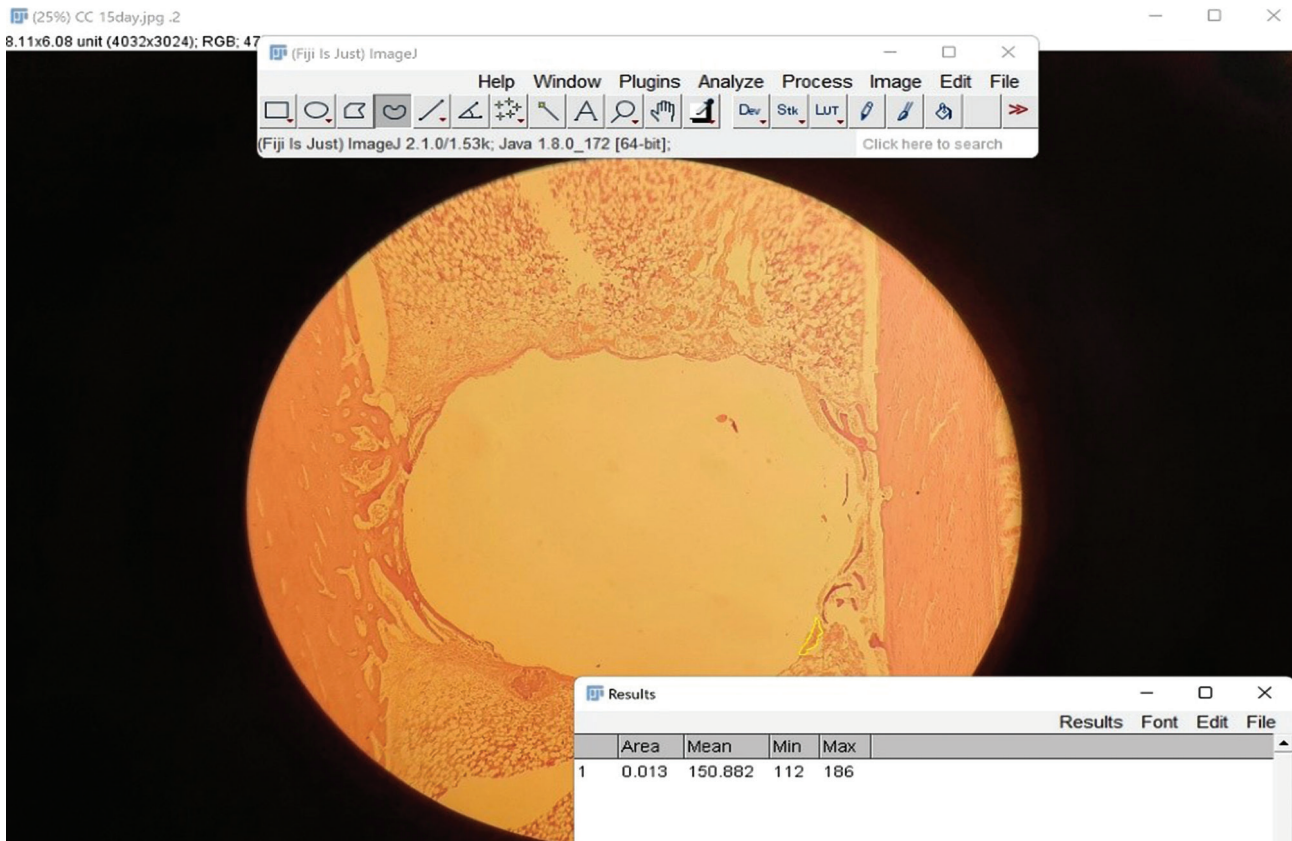 (25%) CC 15day.jpg .2
8.11x6.08 unit (4032x3024); RGB; 47
(Fiji Is Just) ImageJ
Help Window Plugins Analyze Process Image Edit File
Dev Stk LUT
(Fiji Is Just) ImageJ 2.1.0/1.53k; Java 1.8.0_172 [64-bit];
Click here to search
Results
Results Font Edit File
Area Mean Min Max
1 0.013 150.882 112 186